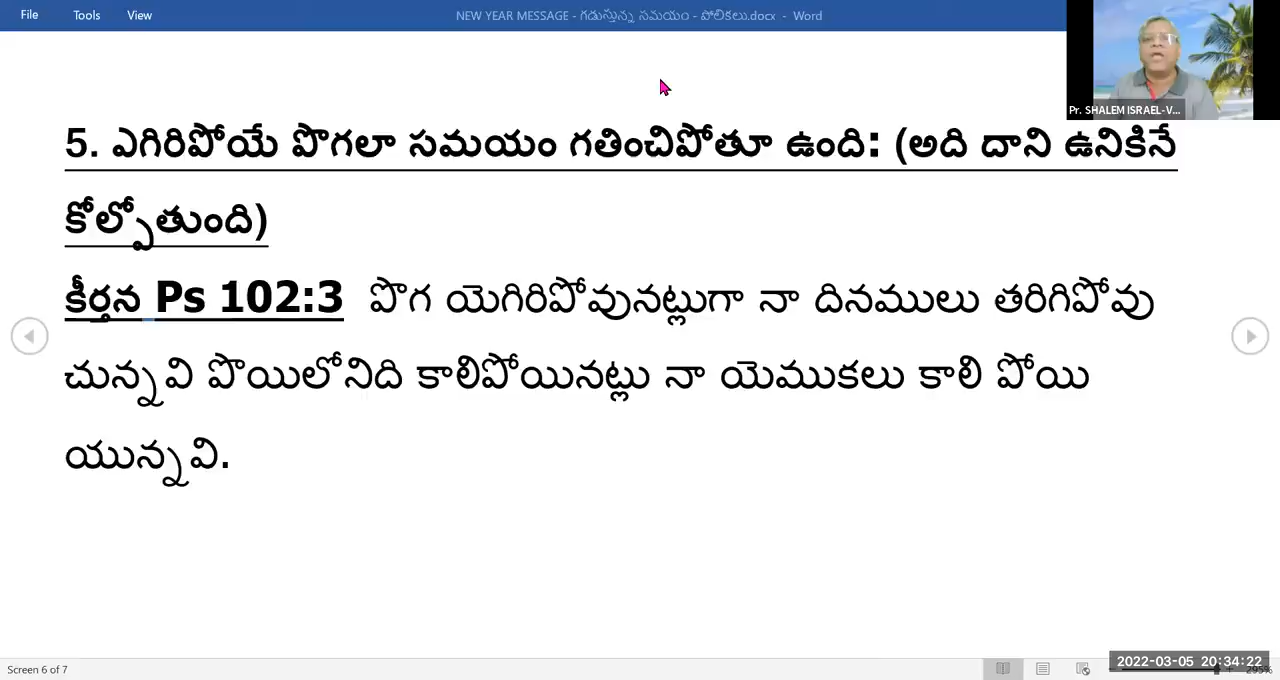 File Tools View NEW YEAR MESSAGE - గడుస్తున్న సమయం - పోలికలు.docx - Word
Pr. SHALEM ISRAEL-V...
5. ఎగిరిపోయే పొగలా సమయం గతించిపోతూ ఉంది: (అది దాని ఉనికినే
కోల్పోతుంది)
కీర్తన Ps 102:3 పొగ యెగిరిపోవునట్లుగా నా దినములు తరిగిపోవు
చున్నవి పొయిలోనిది కాలిపోయినట్లు నా యెముకలు కాలి పోయి
యున్నవి.
Screen 6 of 7
2022-03-05 20:34:22
295%